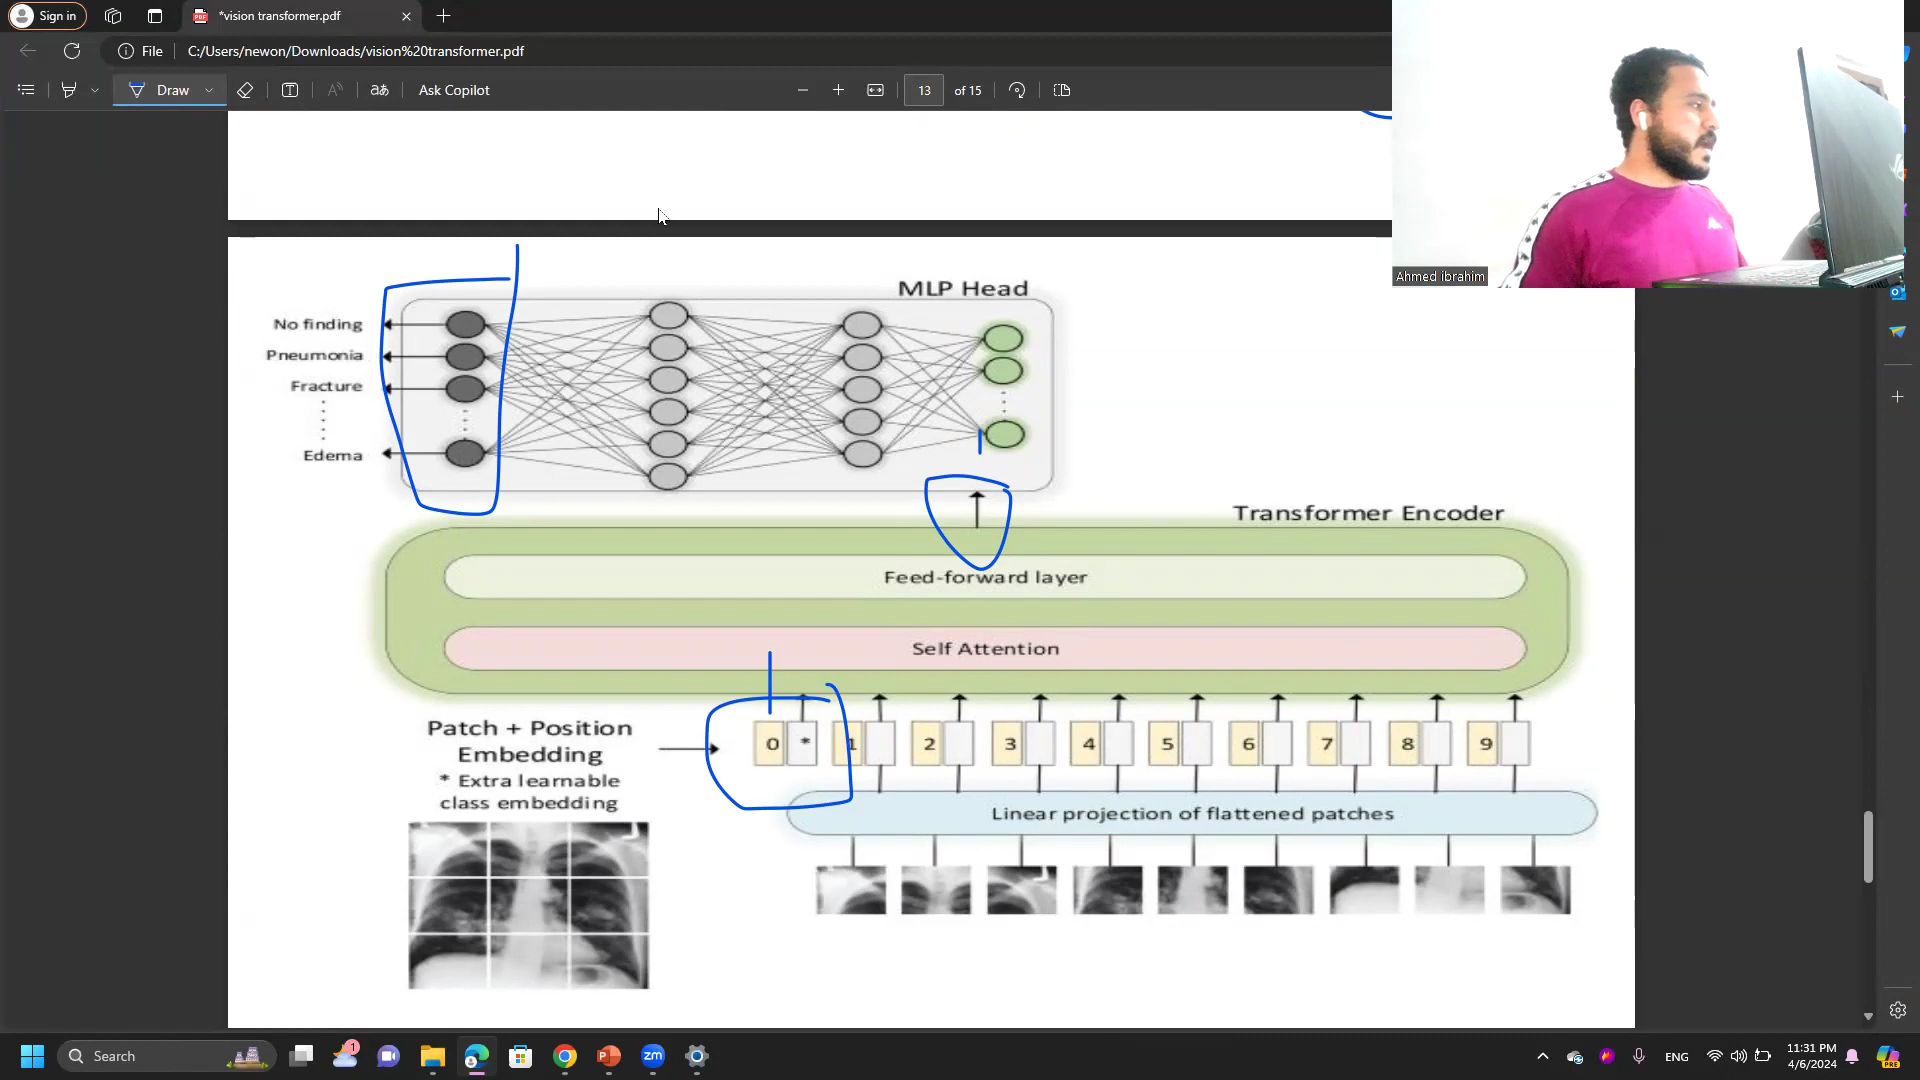 Sign in
*vision transformer.pdf
File
C:/Users/newon/Downloads/vision%20transformer.pdf
Draw
Ask Copilot
13 of 15
Ahmed ibrahim
MLP Head
No finding
Pneumonia
Fracture
Edema
Transformer Encoder
Feed-forward layer
Self Attention
Patch + Position
Embedding
* Extra learnable
class embedding
0 * 1 2 3 4 5 6 7 8 9
Linear projection of flattened patches
Search
1
zm
ENG
11:31 PM
4/6/2024